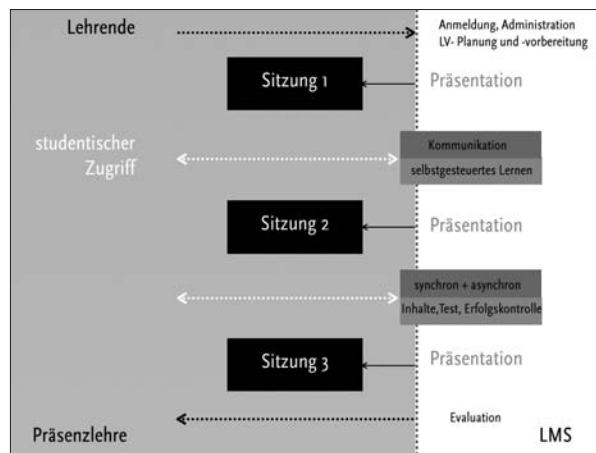 Lehrende
Anmeldung, Administration
LV- Planung und -vorbereitung
Sitzung 1
Präsentation
studentischer
Zugriff
Kommunikation
selbstgesteuertes Lernen
Sitzung 2
Präsentation
synchron + asynchron
Inhalte,Test, Erfolgskontrolle
Sitzung 3
Präsentation
Evaluation
Präsenzlehre
LMS